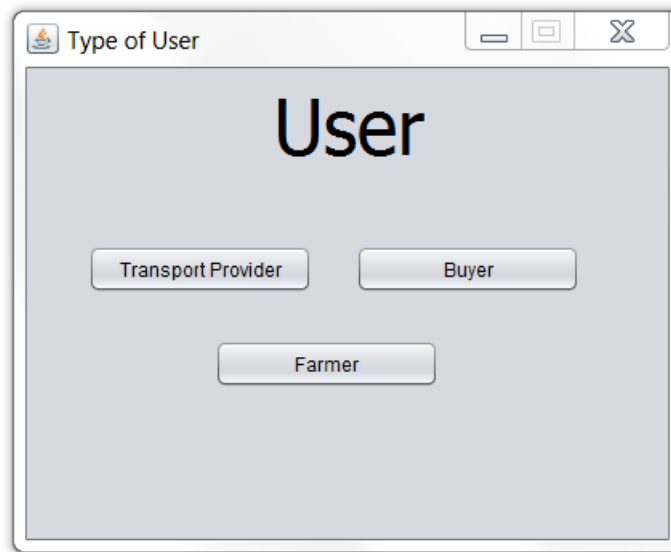 Type of User
User
Transport Provider
Buyer
Farmer